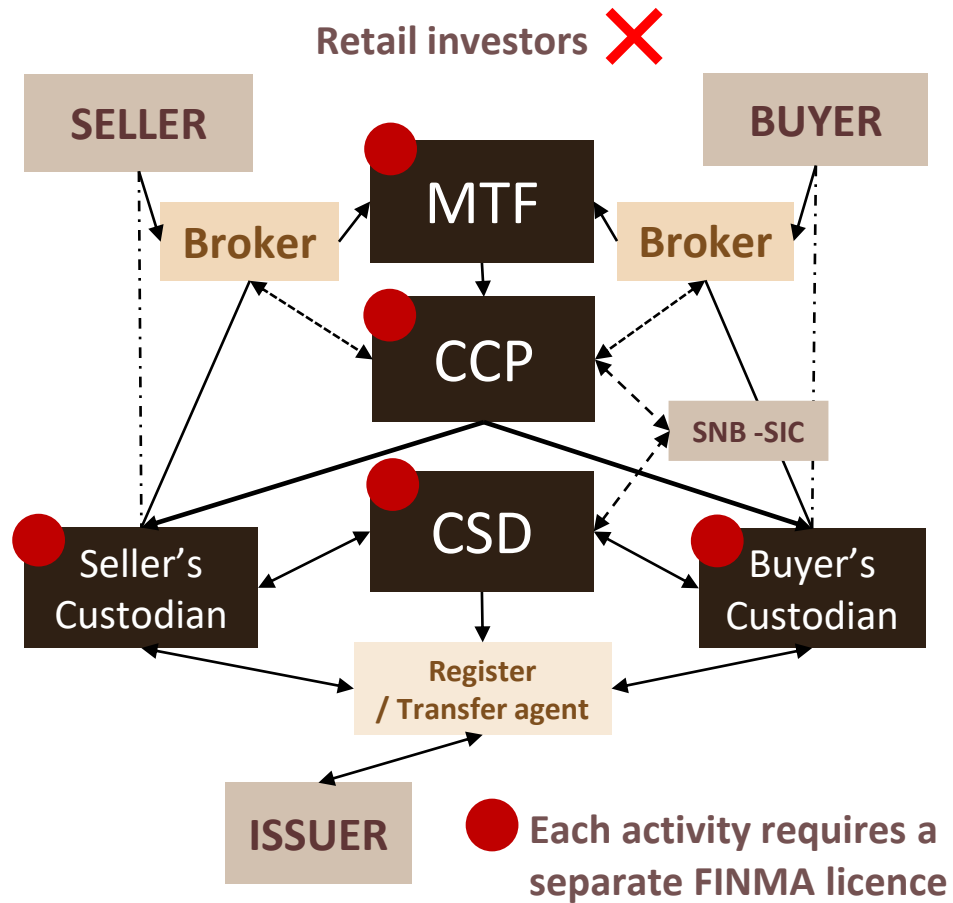 Retail investors
SELLER
BUYER
MTF
Broker
Broker
CCP
SNB -SIC
CSD
Seller's
Custodian
Buyer's
Custodian
Register
/ Transfer agent
ISSUER
Each activity requires a
separate FINMA licence